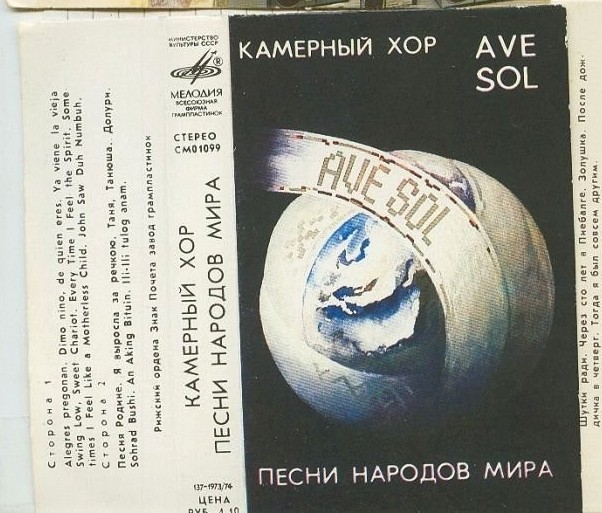 Сторона 1
Alegres pregonan. Dimo nino, de quien eres. Ya viene la vieja
Swing Low, Sweet Chariot. Every Time I Feel the Spirit. Some
times I Feel Like a Motherless Child. John Saw Duh Numbuh.
Сторона 2
Песня Родине. Я выросла за речкою. Таня, Танюша. Долури.
Sohrad Bushi. An Aking Bituin. Ili-Ili tulog anam.
Рижский ордена Знак Почета завод грампластинок
МИНИСТЕРСТВО
КУЛЬТУРЫ СССР
®
МЕЛОДИЯ
ВСЕСОЮЗНАЯ
ФИРМА
ГРАМПЛАСТИНОК
СТЕРЕО
СМ01099
КАМЕРНЫЙ ХОР
ПЕСНИ НАРОДОВ МИРА
137-1973/74
ЦЕНА
РУБ. 4.10
КАМЕРНЫЙ ХОР
AVE
SOL
AVE SOL
ПЕСНИ НАРОДОВ МИРА
Шутки ради. Через сто лет в Пиебалге. Золушка. После дож-
дичка в четверг. Тогда я был совсем другим.